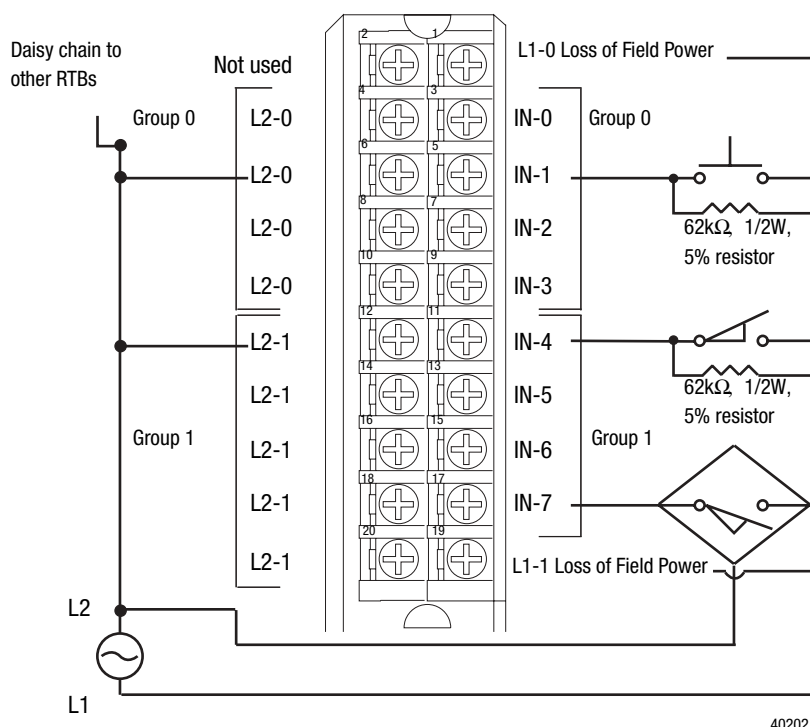 Daisy chain to
other RTBs
Not used
2 1
L1-0 Loss of Field Power
Group 0
L2-0
4 3
IN-0
Group 0
L2-0
6 5
IN-1
62kΩ, 1/2W,
5% resistor
L2-0
8 7
IN-2
L2-0
10 9
IN-3
L2-1
12 11
IN-4
62kΩ, 1/2W,
5% resistor
L2-1
14 13
IN-5
Group 1
L2-1
16 15
IN-6
Group 1
L2-1
18 17
IN-7
L2-1
20 19
L1-1 Loss of Field Power
L2
L1
40202